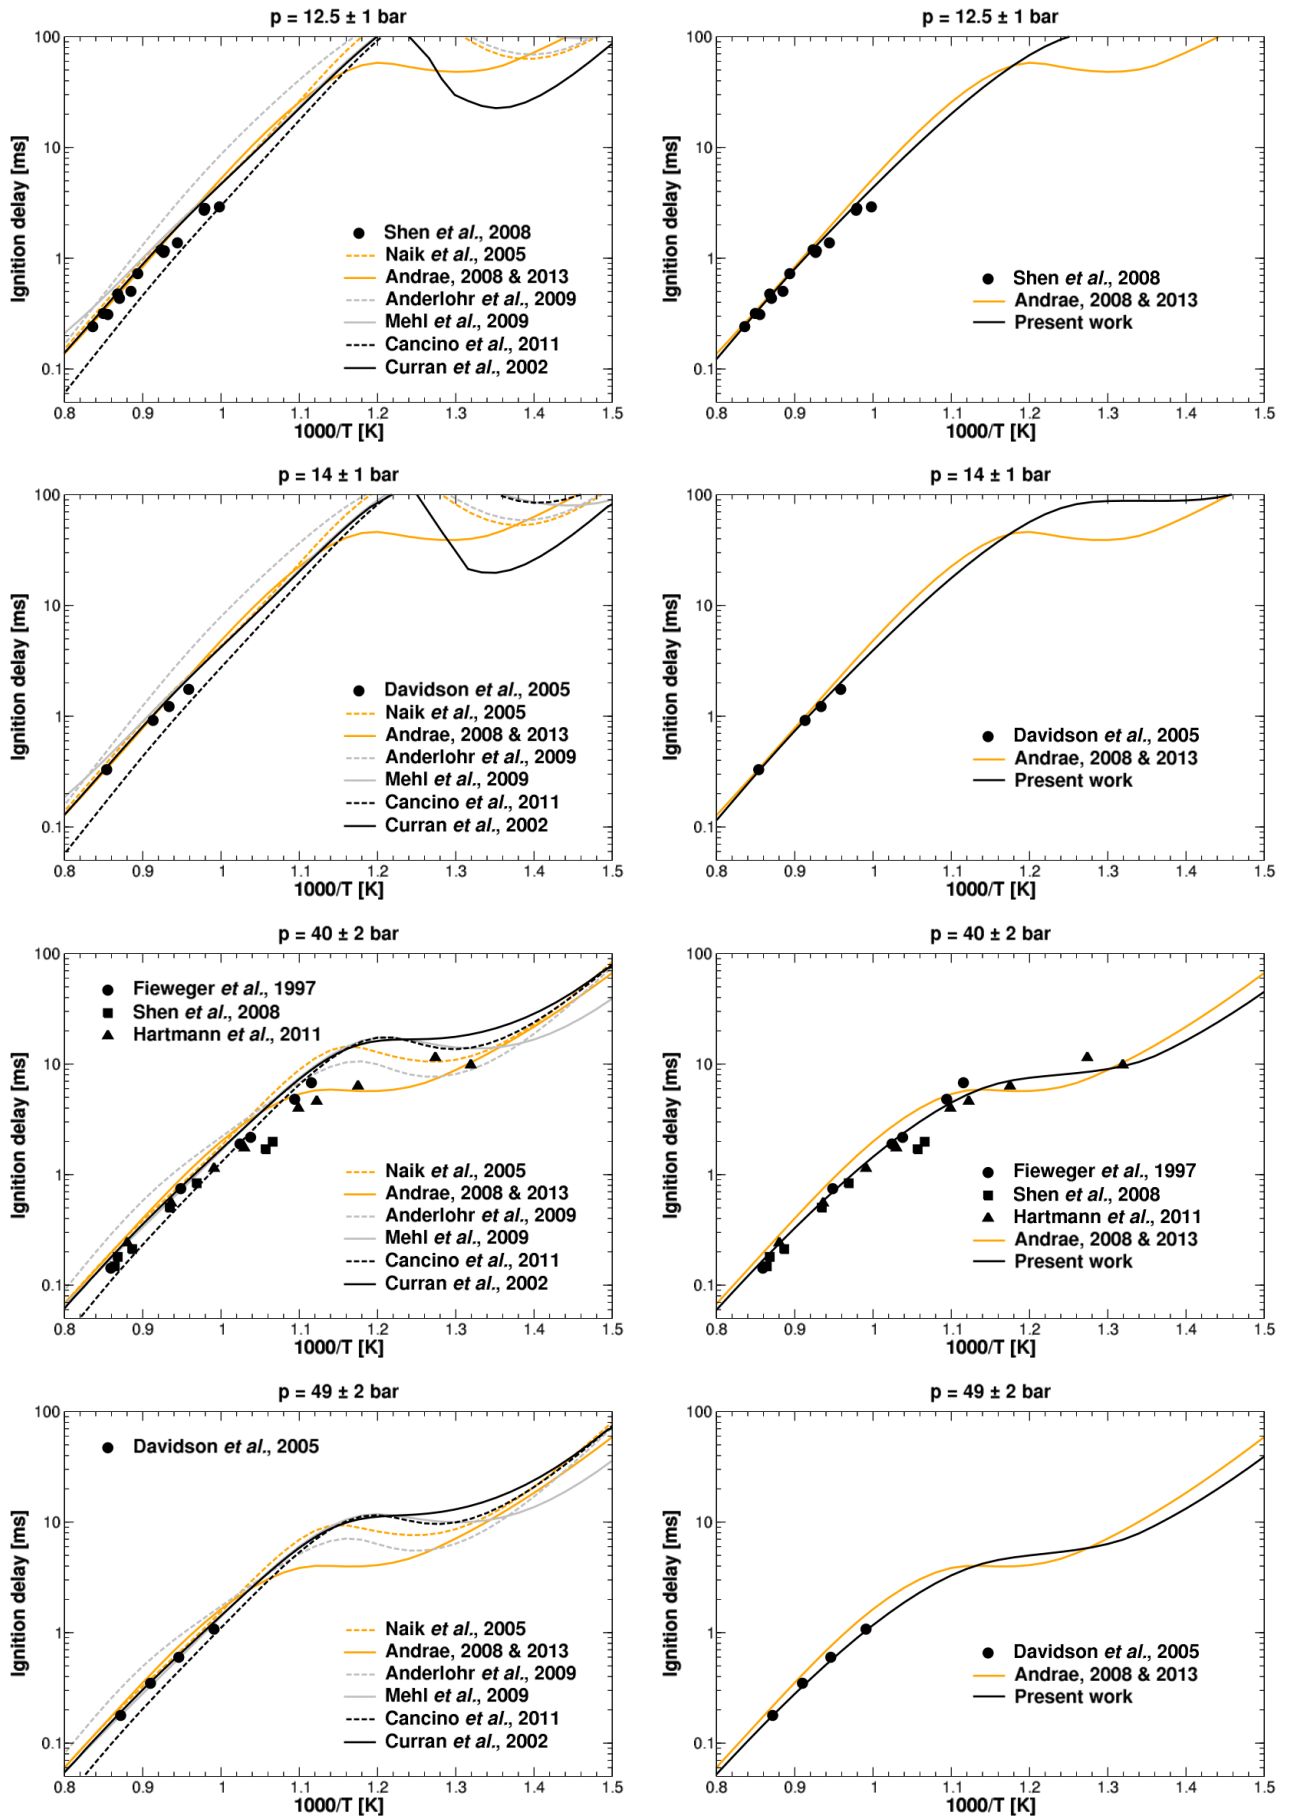 p = 12.5 ± 1 bar
Ignition delay [ms]
100
10
1
0.1
Shen et al., 2008
Naik et al., 2005
Andrae, 2008 & 2013
Anderlohr et al., 2009
Mehl et al., 2009
Cancino et al., 2011
Curran et al., 2002
0.8 0.9 1 1.1 1.2 1.3 1.4 1.5
1000/T [K]
p = 12.5 ± 1 bar
Ignition delay [ms]
100
10
1
0.1
Shen et al., 2008
Andrae, 2008 & 2013
Present work
0.8 0.9 1 1.1 1.2 1.3 1.4 1.5
1000/T [K]
p = 14 ± 1 bar
Ignition delay [ms]
100
10
1
0.1
Davidson et al., 2005
Naik et al., 2005
Andrae, 2008 & 2013
Anderlohr et al., 2009
Mehl et al., 2009
Cancino et al., 2011
Curran et al., 2002
0.8 0.9 1 1.1 1.2 1.3 1.4 1.5
1000/T [K]
p = 14 ± 1 bar
Ignition delay [ms]
100
10
1
0.1
Davidson et al., 2005
Andrae, 2008 & 2013
Present work
0.8 0.9 1 1.1 1.2 1.3 1.4 1.5
1000/T [K]
p = 40 ± 2 bar
Ignition delay [ms]
100
10
1
0.1
Fieweger et al., 1997
Shen et al., 2008
Hartmann et al., 2011
Naik et al., 2005
Andrae, 2008 & 2013
Anderlohr et al., 2009
Mehl et al., 2009
Cancino et al., 2011
Curran et al., 2002
0.8 0.9 1 1.1 1.2 1.3 1.4 1.5
1000/T [K]
p = 40 ± 2 bar
Ignition delay [ms]
100
10
1
0.1
Fieweger et al., 1997
Shen et al., 2008
Hartmann et al., 2011
Andrae, 2008 & 2013
Present work
0.8 0.9 1 1.1 1.2 1.3 1.4 1.5
1000/T [K]
p = 49 ± 2 bar
Ignition delay [ms]
100
10
1
0.1
Davidson et al., 2005
Naik et al., 2005
Andrae, 2008 & 2013
Anderlohr et al., 2009
Mehl et al., 2009
Cancino et al., 2011
Curran et al., 2002
0.8 0.9 1 1.1 1.2 1.3 1.4 1.5
1000/T [K]
p = 49 ± 2 bar
Ignition delay [ms]
100
10
1
0.1
Davidson et al., 2005
Andrae, 2008 & 2013
Present work
0.8 0.9 1 1.1 1.2 1.3 1.4 1.5
1000/T [K]